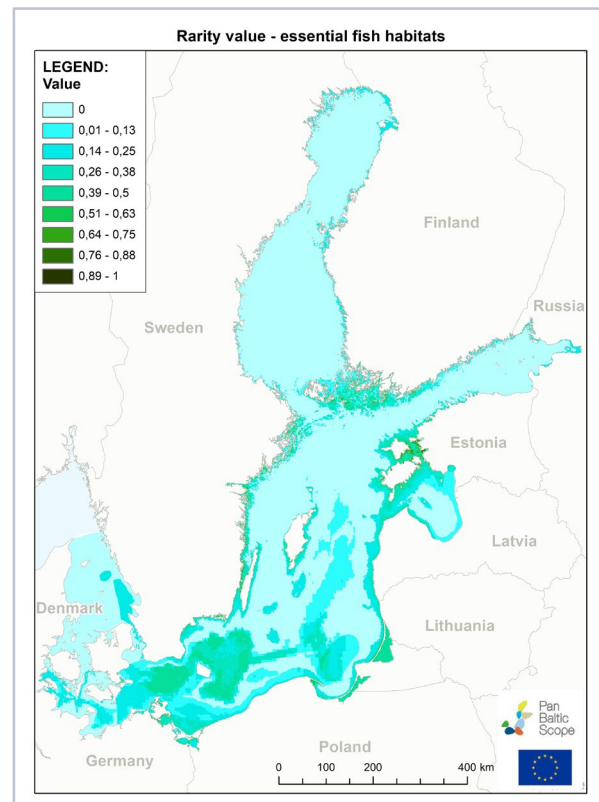 Rarity value - essential fish habitats
LEGEND:
Value
0
0,01 - 0,13
0,14 - 0,25
0,26 - 0,38
0,39 - 0,5
0,51 - 0,63
0,64 - 0,75
0,76 - 0,88
0,89 - 1
Finland
Russia
Sweden
Estonia
Latvia
Denmark
Lithuania
Germany
Poland
0 100 200 400 km
Pan
Baltic
Scope